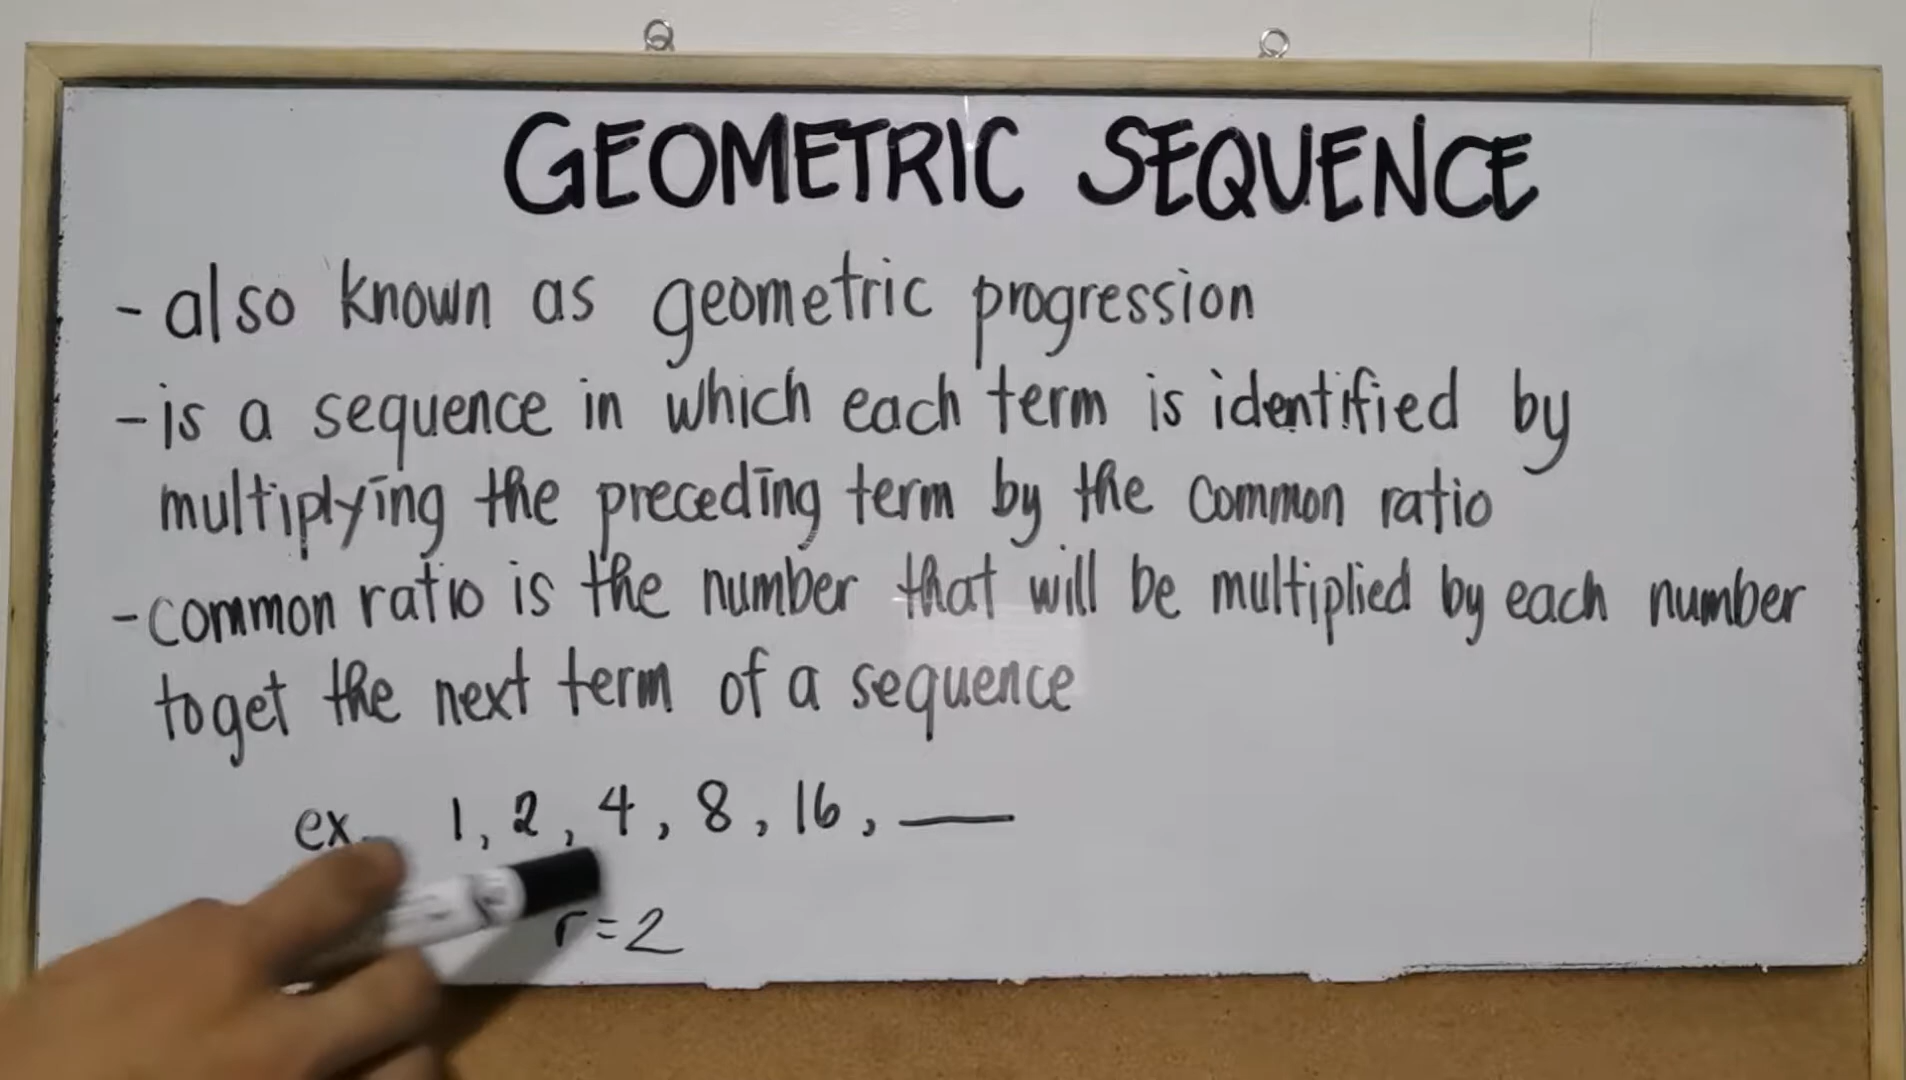 GEOMETRIC SEQUENCE
- also known as geometric progression
- is a sequence in which each term is identified by
multiplying the preceding term by the common ratio
- common ratio is the number that will be multiplied by each number
to get the next term of a sequence
ex. 1, 2, 4, 8, 16, ___
r=2